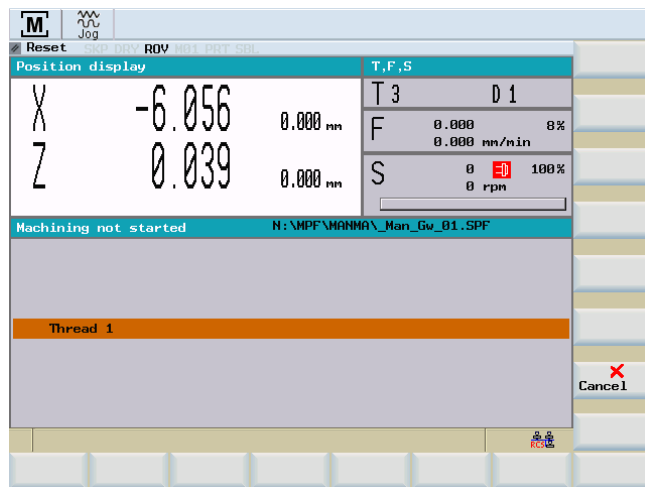 M
Jog
Reset SKP DRY ROV M01 PRT SBL
Position display
T,F,S
X -6.056 0.000 mm
Z 0.039 0.000 mm
T 3 D 1
F 0.000 8%
0.000 mm/min
S 0 100%
0 rpm
Machining not started N:\MPF\MANMA\_Man_Gw_01.SPF
Thread 1
Cancel
RCS